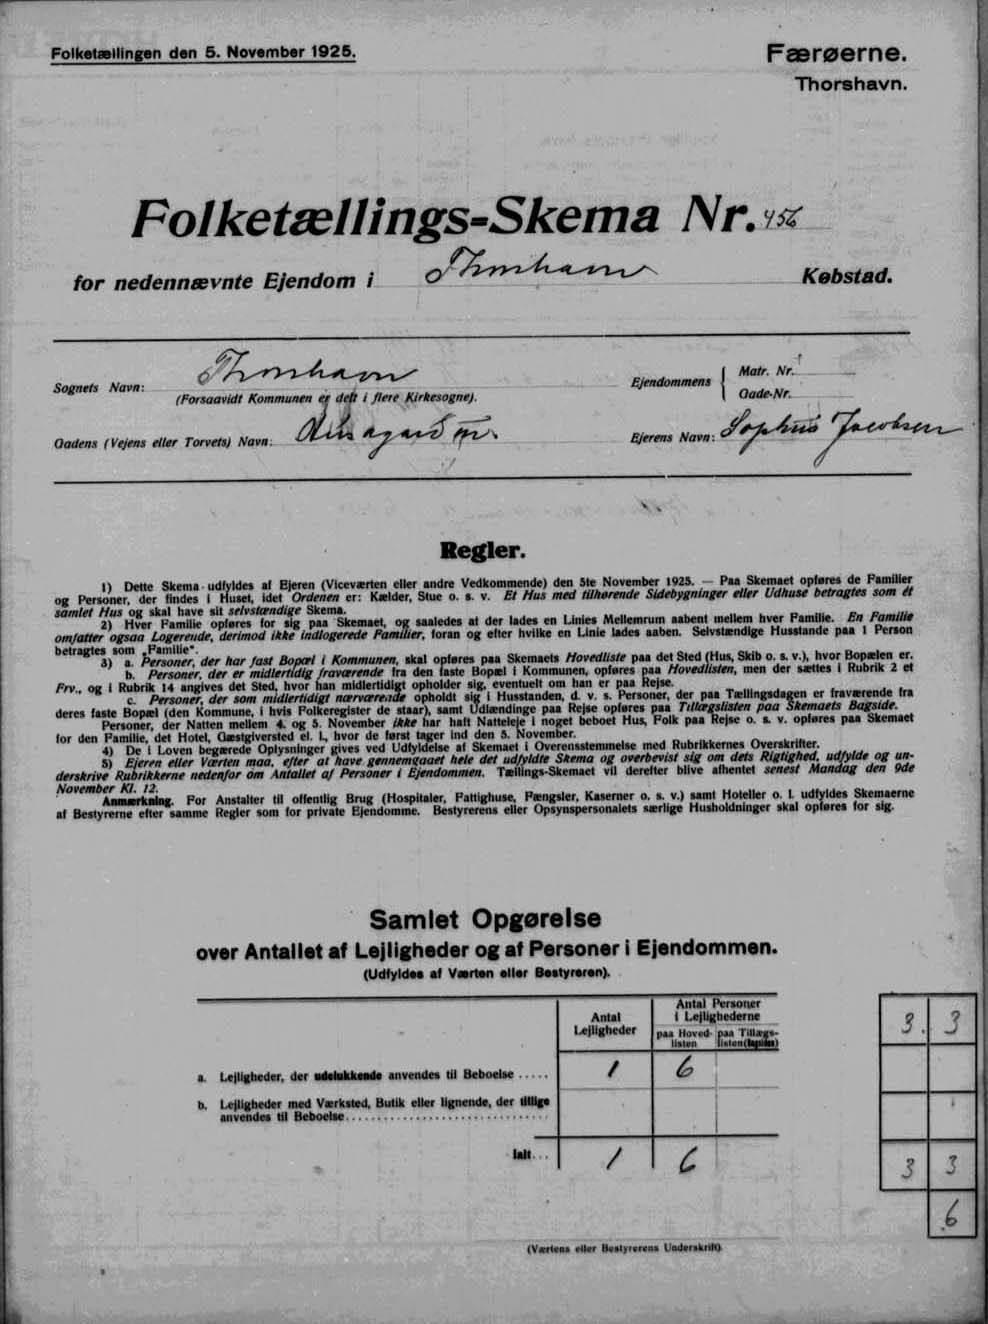 Folketællingen den 5. November 1925.
Færøerne.
Thorshavn.
Folketællings-Skema Nr. 456
for nedennævnte Ejendom i Thorshavn Købstad.
Sognets Navn: Thorshavn
(Forsaavidt Kommunen er delt i flere Kirkesogne).
Ejendommens
Matr. Nr.
Gade-Nr.
Gadens (Vejens eller Torvets) Navn:
Ejerens Navn: Sophus Jacobsen
Regler.
1) Dette Skema udfyldes af Ejeren (Viceværten eller andre Vedkommende) den 5te November 1925. — Paa Skemaet opføres de Familier
og Personer, der findes i Huset, idet Ordenen er: Kælder, Stue o. s. v. Et Hus med tilhørende Sidebygninger eller Udhuse betragtes som ét
samlet Hus og skal have sit selvstændige Skema.
2) Hver Familie opføres for sig paa Skemaet, og saaledes at der lades en Linies Mellemrum aabent mellem hver Familie. En Familie
omfatter ogsaa Logerende, derimod ikke indlogerede Familier, foran og efter hvilke en Linie lades aaben. Selvstændige Husstande paa 1 Person
betragtes som „Familie“.
3) a. Personer, der har fast Bopæl i Kommunen, skal opføres paa Skemaets Hovedliste paa det Sted (Hus, Skib o. s. v.), hvor Bopælen er.
b. Personer, der er midlertidig fraværende fra den faste Bopæl i Kommunen, opføres paa Hovedlisten, men der sættes i Rubrik 2 et
Frv., og i Rubrik 14 angives det Sted, hvor han midlertidigt opholder sig, eventuelt om han er paa Rejse.
c. Personer, der som midlertidigt nærværende opholdt sig i Husstanden, d. v. s. Personer, der paa Tællingsdagen er fraværende fra
deres faste Bopæl (den Kommune, i hvis Folkeregister de staar), samt Udlændinge paa Rejse opføres paa Tillægslisten paa Skemaets Bagside.
Personer, der Natten mellem 4. og 5. November ikke har haft Natteleje i noget beboet Hus, Folk paa Rejse o. s. v. opføres paa Skemaet
for den Familie, det Hotel, Gæstgiversted el. l., hvor de først tager ind den 5. November.
4) De i Loven begærede Oplysninger gives ved Udfyldelse af Skemaet i Overensstemmelse med Rubrikkernes Overskrifter.
5) Ejeren eller Værten maa, efter at have gennemgaaet hele det udfyldte Skema og overbevist sig om dets Rigtighed, udfylde og un-
derskrive Rubrikkerne nedenfor om Antallet af Personer i Ejendommen. Tællings-Skemaet vil derefter blive afhentet senest Mandag den 9de
November Kl. 12.
Anmærkning. For Anstalter til offentlig Brug (Hospitaler, Fattighuse, Fængsler, Kaserner o. s. v.) samt Hoteller o. l. udfyldes Skemaerne
af Bestyrerne efter samme Regler som for private Ejendomme. Bestyrerens eller Opsynspersonalets særlige Husholdninger skal opføres for sig.
Samlet Opgørelse
over Antallet af Lejligheder og af Personer i Ejendommen.
(Udfyldes af Værten eller Bestyreren).
Antal
Lejligheder
Antal Personer
i Lejlighederne
paa Hoved-
listen
paa Tillægs-
listen (bagsiden)
a. Lejligheder, der udelukkende anvendes til Beboelse ..... 1 6
b. Lejligheder med Værksted, Butik eller lignende, der tillige
anvendes til Beboelse
Ialt... 1 6
3. 3
3 3
6
(Værtens eller Bestyrerens Underskrift)